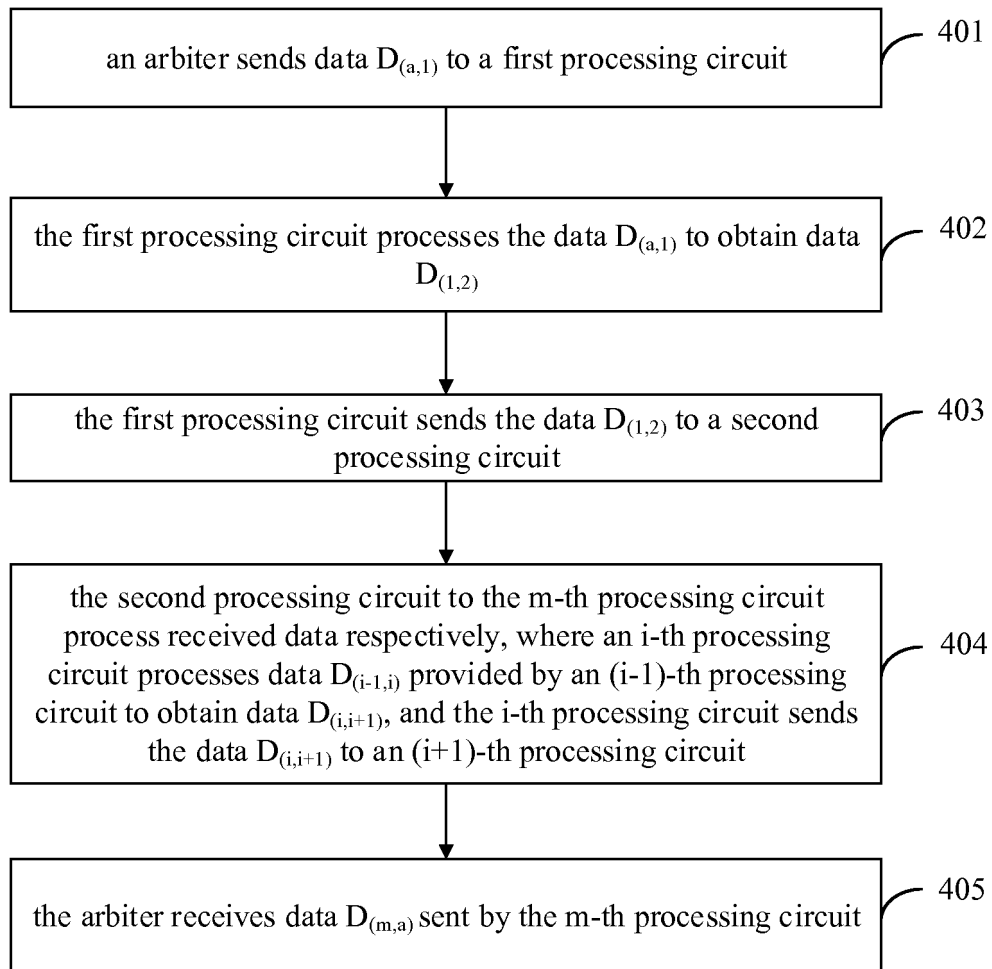 an arbiter sends data D(a,1) to a first processing circuit
401
the first processing circuit processes the data D(a,1) to obtain data
D(1,2)
402
the first processing circuit sends the data D(1,2) to a second
processing circuit
403
the second processing circuit to the m-th processing circuit
process received data respectively, where an i-th processing
circuit processes data D(i-1,i) provided by an (i-1)-th processing
circuit to obtain data D(i,i+1), and the i-th processing circuit sends
the data D(i,i+1) to an (i+1)-th processing circuit
404
the arbiter receives data D(m,a) sent by the m-th processing circuit
405